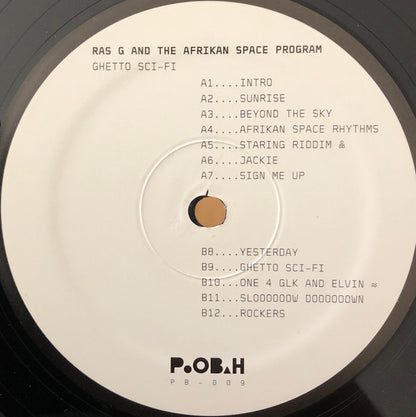 RAS G AND THE AFRIKAN SPACE PROGRAM
GHETTO SCI-FI
A1....INTRO
A2....SUNRISE
A3....BEYOND THE SKY
A4....AFRIKAN SPACE RHYTHMS
A5....STARING RIDDIM ≙
A6....JACKIE
A7....SIGN ME UP
B8....YESTERDAY
B9....GHETTO SCI-FI
B10...ONE 4 GLK AND ELVIN ≈
B11...SLOOOOOOW DOOOOOOOWN
B12...ROCKERS
P.OB.H
PB-009